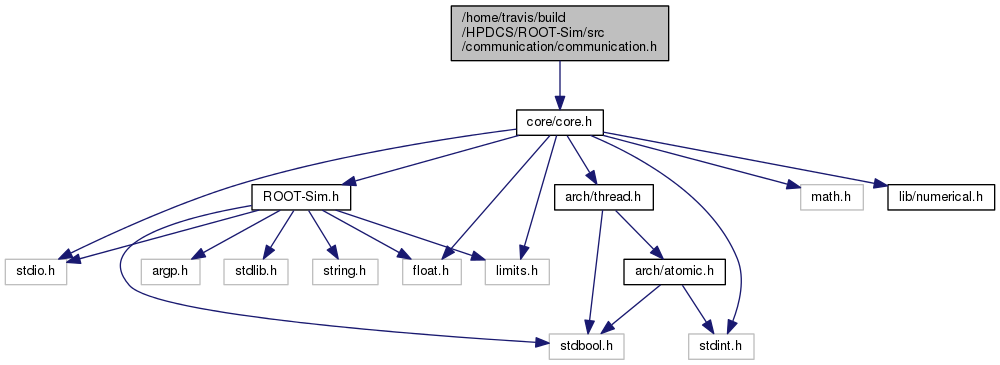 /home/travis/build
/HPDCS/ROOT-Sim/src
/communication/communication.h
core/core.h
ROOT-Sim.h
arch/thread.h
math.h
lib/numerical.h
stdio.h
argp.h
stdlib.h
string.h
float.h
limits.h
arch/atomic.h
stdbool.h
stdint.h